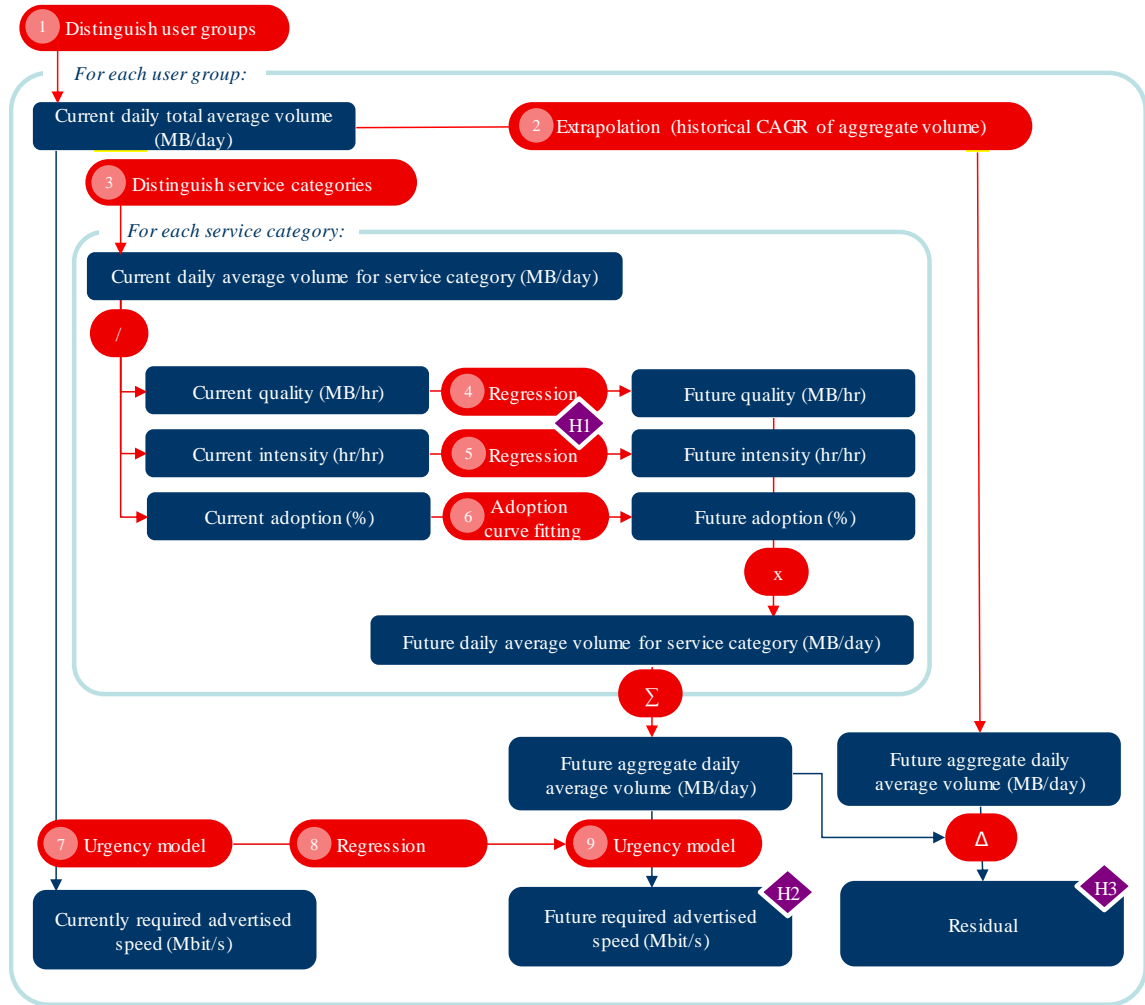 1 Distinguish user groups
For each user group:
Current daily total average volume
(MB/day)
2 Extrapolation (historical CAGR of aggregate volume)
3 Distinguish service categories
For each service category:
Current daily average volume for service category (MB/day)
/
Current quality (MB/hr)
4 Regression
Future quality (MB/hr)
H1
Current intensity (hr/hr)
5 Regression
Future intensity (hr/hr)
Current adoption (%)
6 Adoption
curve fitting
Future adoption (%)
x
Future daily average volume for service category (MB/day)
∑
Future aggregate daily
average volume (MB/day)
Future aggregate daily
average volume (MB/day)
7 Urgency model
8 Regression
9 Urgency model
Δ
Currently required advertised
speed (Mbit/s)
H2
Future required advertised
speed (Mbit/s)
H3
Residual